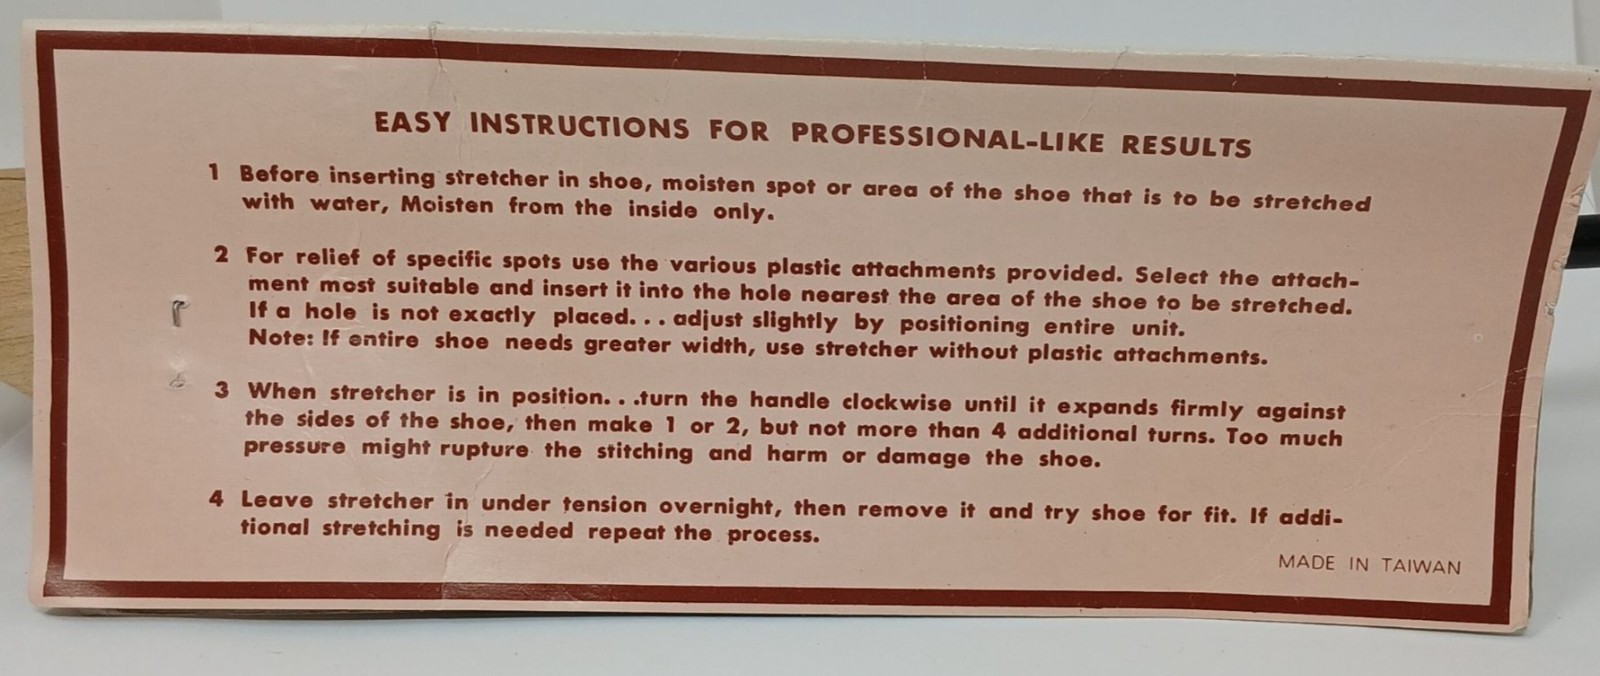 EASY INSTRUCTIONS FOR PROFESSIONAL-LIKE RESULTS
1 Before inserting stretcher in shoe, moisten spot or area of the shoe that is to be stretched
with water, Moisten from the inside only.
2 For relief of specific spots use the various plastic attachments provided. Select the attach-
ment most suitable and insert it into the hole nearest the area of the shoe to be stretched.
If a hole is not exactly placed... adjust slightly by positioning entire unit.
Note: If entire shoe needs greater width, use stretcher without plastic attachments.
3 When stretcher is in position...turn the handle clockwise until it expands firmly against
the sides of the shoe, then make 1 or 2, but not more than 4 additional turns. Too much
pressure might rupture the stitching and harm or damage the shoe.
4 Leave stretcher in under tension overnight, then remove it and try shoe for fit. If addi-
tional stretching is needed repeat the process.
MADE IN TAIWAN